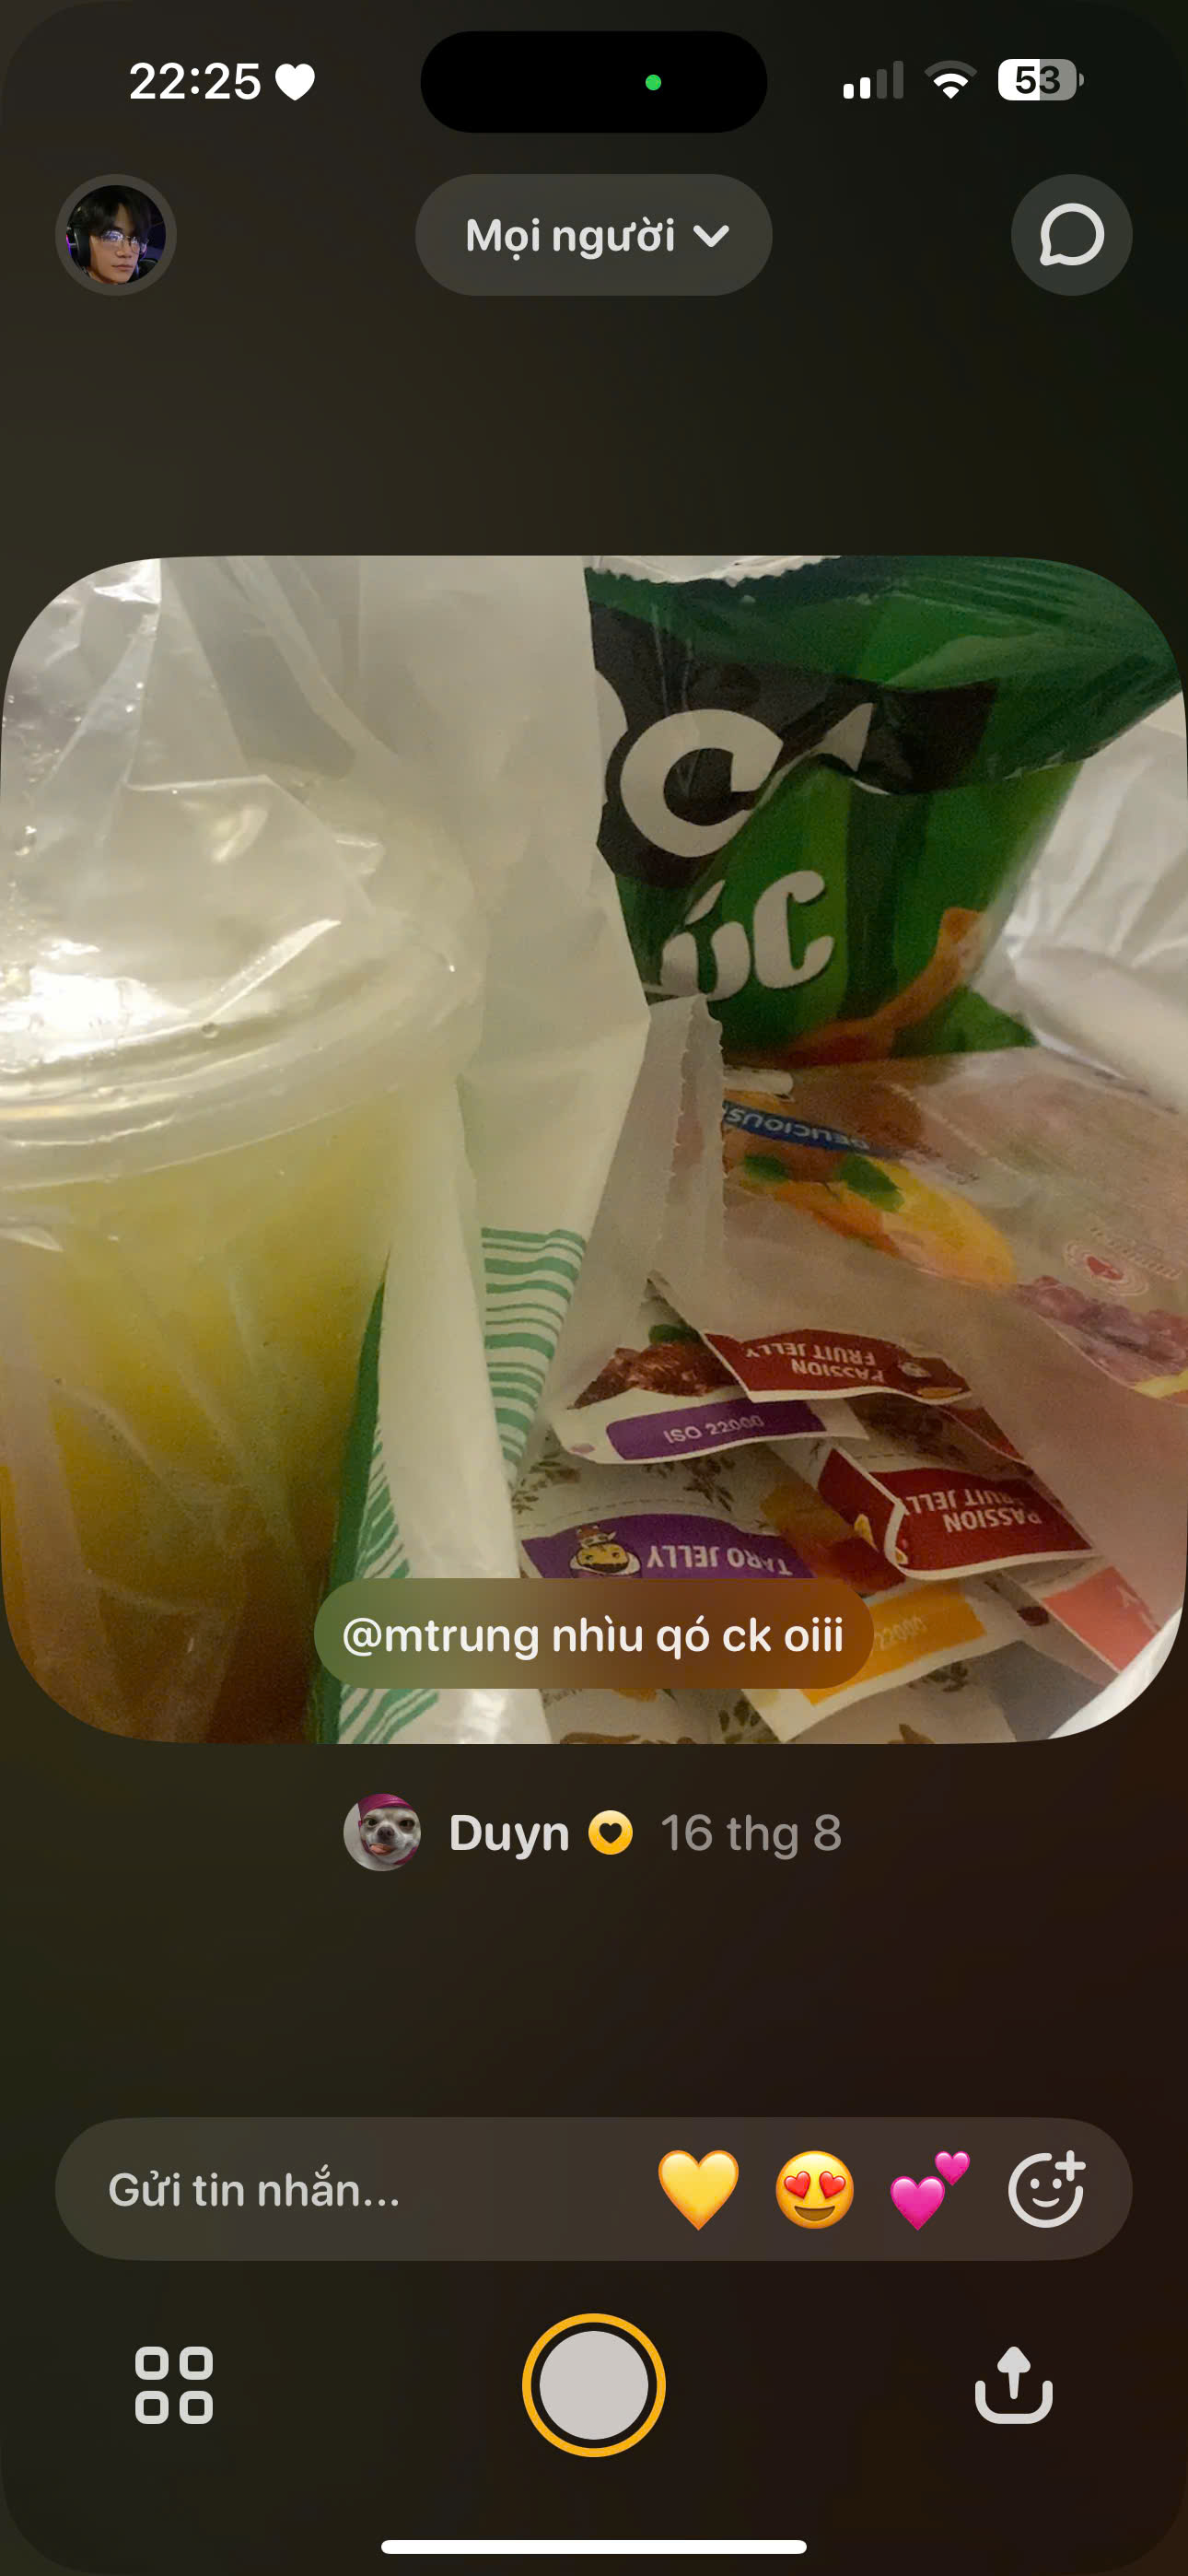 22:25
53
Mọi người
C
úc
DELICIOUS
PASSION
FRUIT JELLY
ISO 22000
PASSION
FRUIT JELLY
TARO JELLY
22000
@mtrung nhìu qó ck oiii
Duyn 16 thg 8
Gửi tin nhắn...